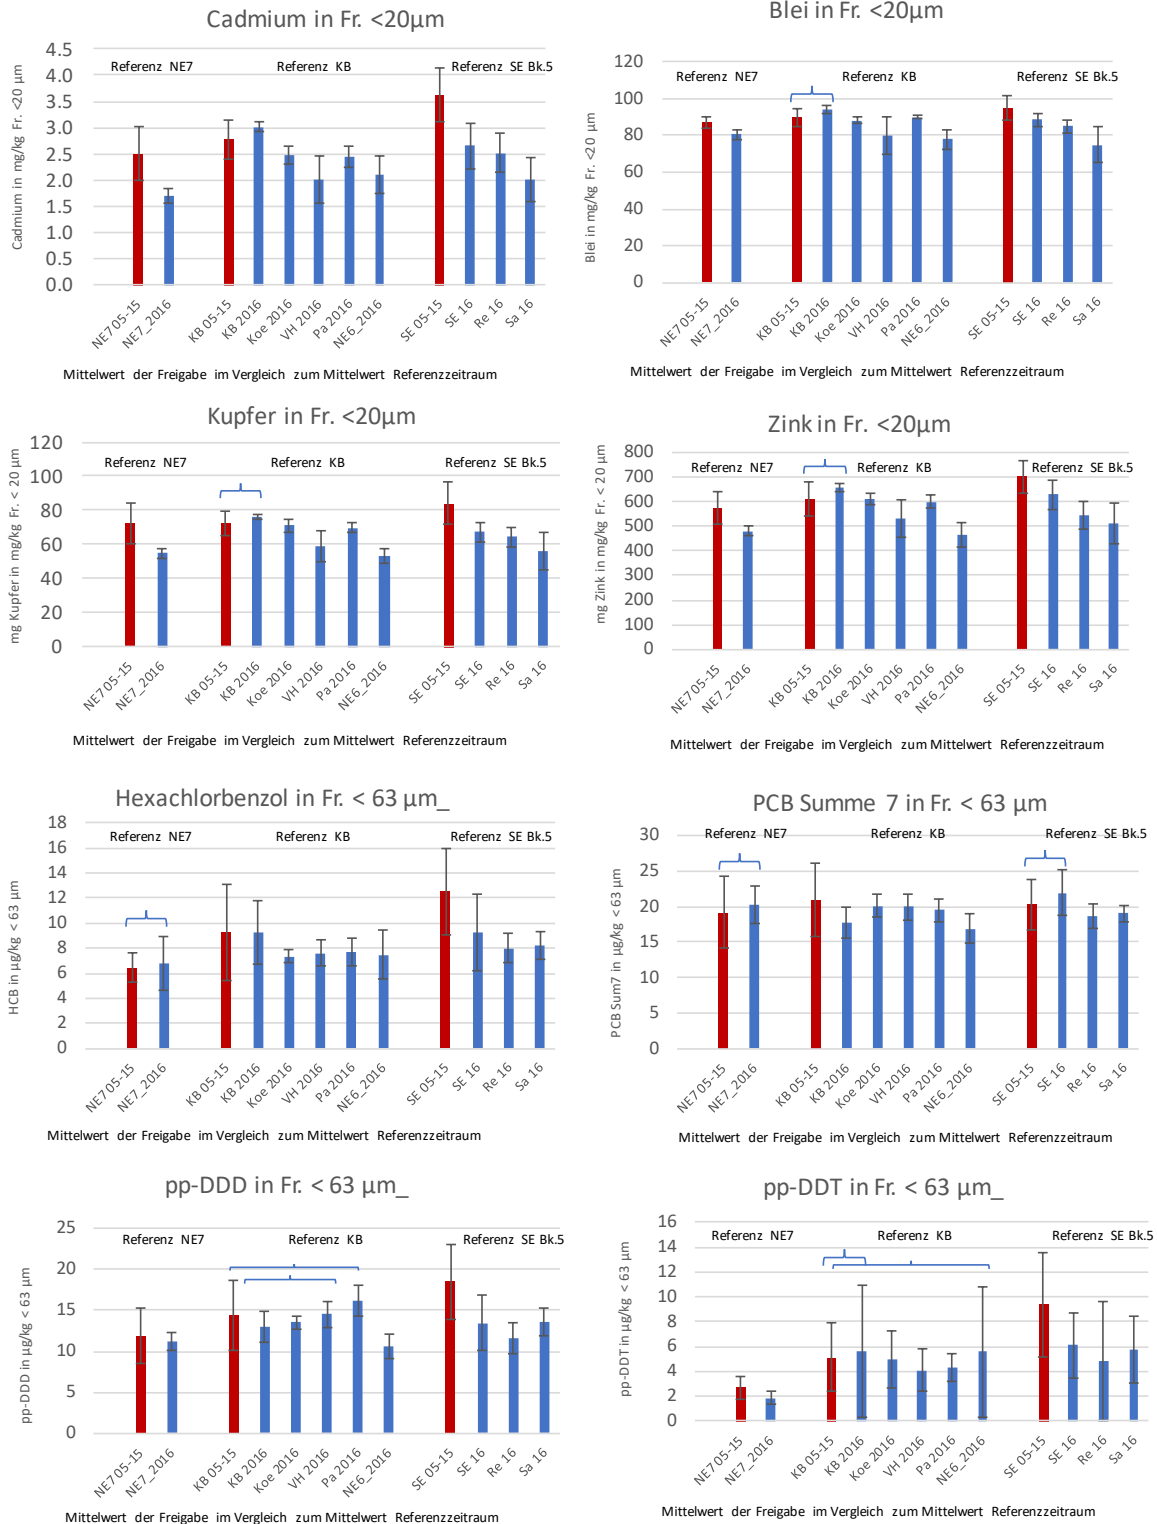 Cadmium in Fr. <20µm
Cadmium in mg/kg Fr. <20 µm
4.5
4.0
3.5
3.0
2.5
2.0
1.5
1.0
0.5
0.0
Referenz NE7
Referenz KB
Referenz SE Bk.5
NE7 05-15
NE7_2016
KB 05-15
KB 2016
Koe 2016
VH 2016
Pa 2016
NE6_2016
SE 05-15
SE 16
Re 16
Sa 16
Mittelwert der Freigabe im Vergleich zum Mittelwert Referenzzeitraum
Blei in Fr. <20µm
Blei in mg/kg Fr. <20 µm
120
100
80
60
40
20
0
Referenz NE7
Referenz KB
Referenz SE Bk.5
NE7 05-15
NE7_2016
KB 05-15
KB 2016
Koe 2016
VH 2016
Pa 2016
NE6_2016
SE 05-15
SE 16
Re 16
Sa 16
Mittelwert der Freigabe im Vergleich zum Mittelwert Referenzzeitraum
Kupfer in Fr. <20µm
mg Kupfer in mg/kg Fr. < 20 µm
120
100
80
60
40
20
0
Referenz NE7
Referenz KB
Referenz SE Bk.5
NE7 05-15
NE7_2016
KB 05-15
KB 2016
Koe 2016
VH 2016
Pa 2016
NE6_2016
SE 05-15
SE 16
Re 16
Sa 16
Mittelwert der Freigabe im Vergleich zum Mittelwert Referenzzeitraum
Zink in Fr. <20µm
mg Zink in mg/kg Fr. < 20 µm
800
700
600
500
400
300
200
100
0
Referenz NE7
Referenz KB
Referenz SE Bk.5
NE7 05-15
NE7_2016
KB 05-15
KB 2016
Koe 2016
VH 2016
Pa 2016
NE6_2016
SE 05-15
SE 16
Re 16
Sa 16
Mittelwert der Freigabe im Vergleich zum Mittelwert Referenzzeitraum
Hexachlorbenzol in Fr. < 63 µm_
HCB in µg/kg < 63 µm
18
16
14
12
10
8
6
4
2
0
Referenz NE7
Referenz KB
Referenz SE Bk.5
NE7 05-15
NE7_2016
KB 05-15
KB 2016
Koe 2016
VH 2016
Pa 2016
NE6_2016
SE 05-15
SE 16
Re 16
Sa 16
Mittelwert der Freigabe im Vergleich zum Mittelwert Referenzzeitraum
PCB Summe 7 in Fr. < 63 µm
PCB Sum7 in µg/kg < 63 µm
30
25
20
15
10
5
0
Referenz NE7
Referenz KB
Referenz SE Bk.5
NE7 05-15
NE7_2016
KB 05-15
KB 2016
Koe 2016
VH 2016
Pa 2016
NE6_2016
SE 05-15
SE 16
Re 16
Sa 16
Mittelwert der Freigabe im Vergleich zum Mittelwert Referenzzeitraum
pp-DDD in Fr. < 63 µm_
pp-DDD in µg/kg < 63 µm
25
20
15
10
5
0
Referenz NE7
Referenz KB
Referenz SE Bk.5
NE7 05-15
NE7_2016
KB 05-15
KB 2016
Koe 2016
VH 2016
Pa 2016
NE6_2016
SE 05-15
SE 16
Re 16
Sa 16
Mittelwert der Freigabe im Vergleich zum Mittelwert Referenzzeitraum
pp-DDT in Fr. < 63 µm_
pp-DDT in µg/kg < 63 µm
16
14
12
10
8
6
4
2
0
Referenz NE7
Referenz KB
Referenz SE Bk.5
NE7 05-15
NE7_2016
KB 05-15
KB 2016
Koe 2016
VH 2016
Pa 2016
NE6_2016
SE 05-15
SE 16
Re 16
Sa 16
Mittelwert der Freigabe im Vergleich zum Mittelwert Referenzzeitraum